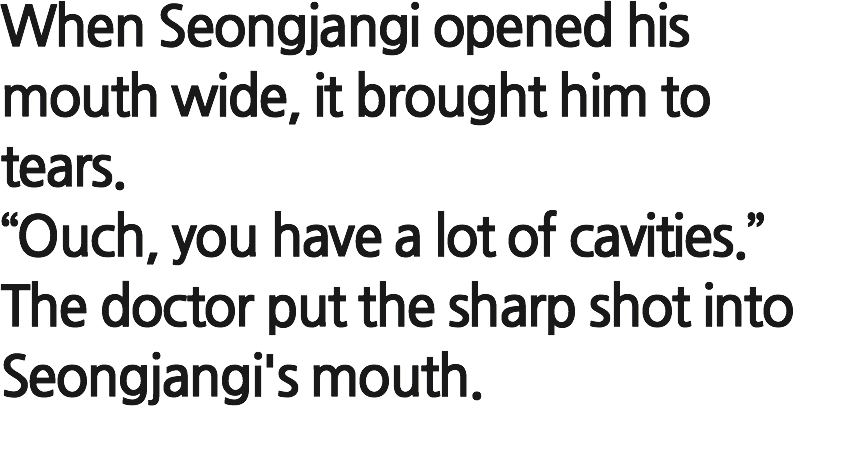 When Seongjangi opened his
mouth wide, it brought him to
tears.
“Ouch, you have a lot of cavities.”
The doctor put the sharp shot into
Seongjangi's mouth.